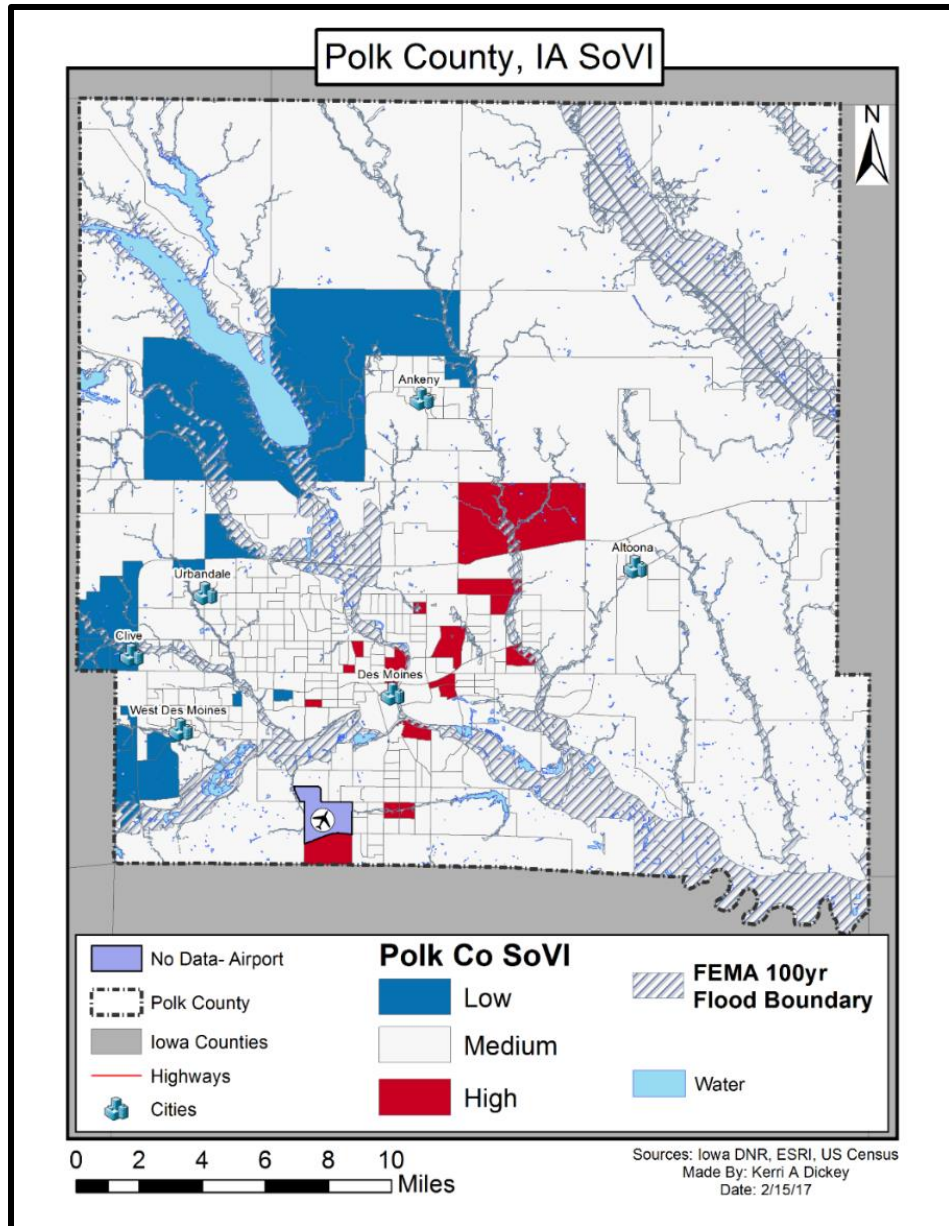 Polk County, IA SoVI
N
Ankeny
Altoona
Urbandale
Clive
Des Moines
West Des Moines
No Data- Airport
Polk County
Iowa Counties
Highways
Cities
Polk Co SoVI
Low
Medium
High
FEMA 100yr
Flood Boundary
Water
0 2 4 6 8 10
Miles
Sources: Iowa DNR, ESRI, US Census
Made By: Kerri A Dickey
Date: 2/15/17